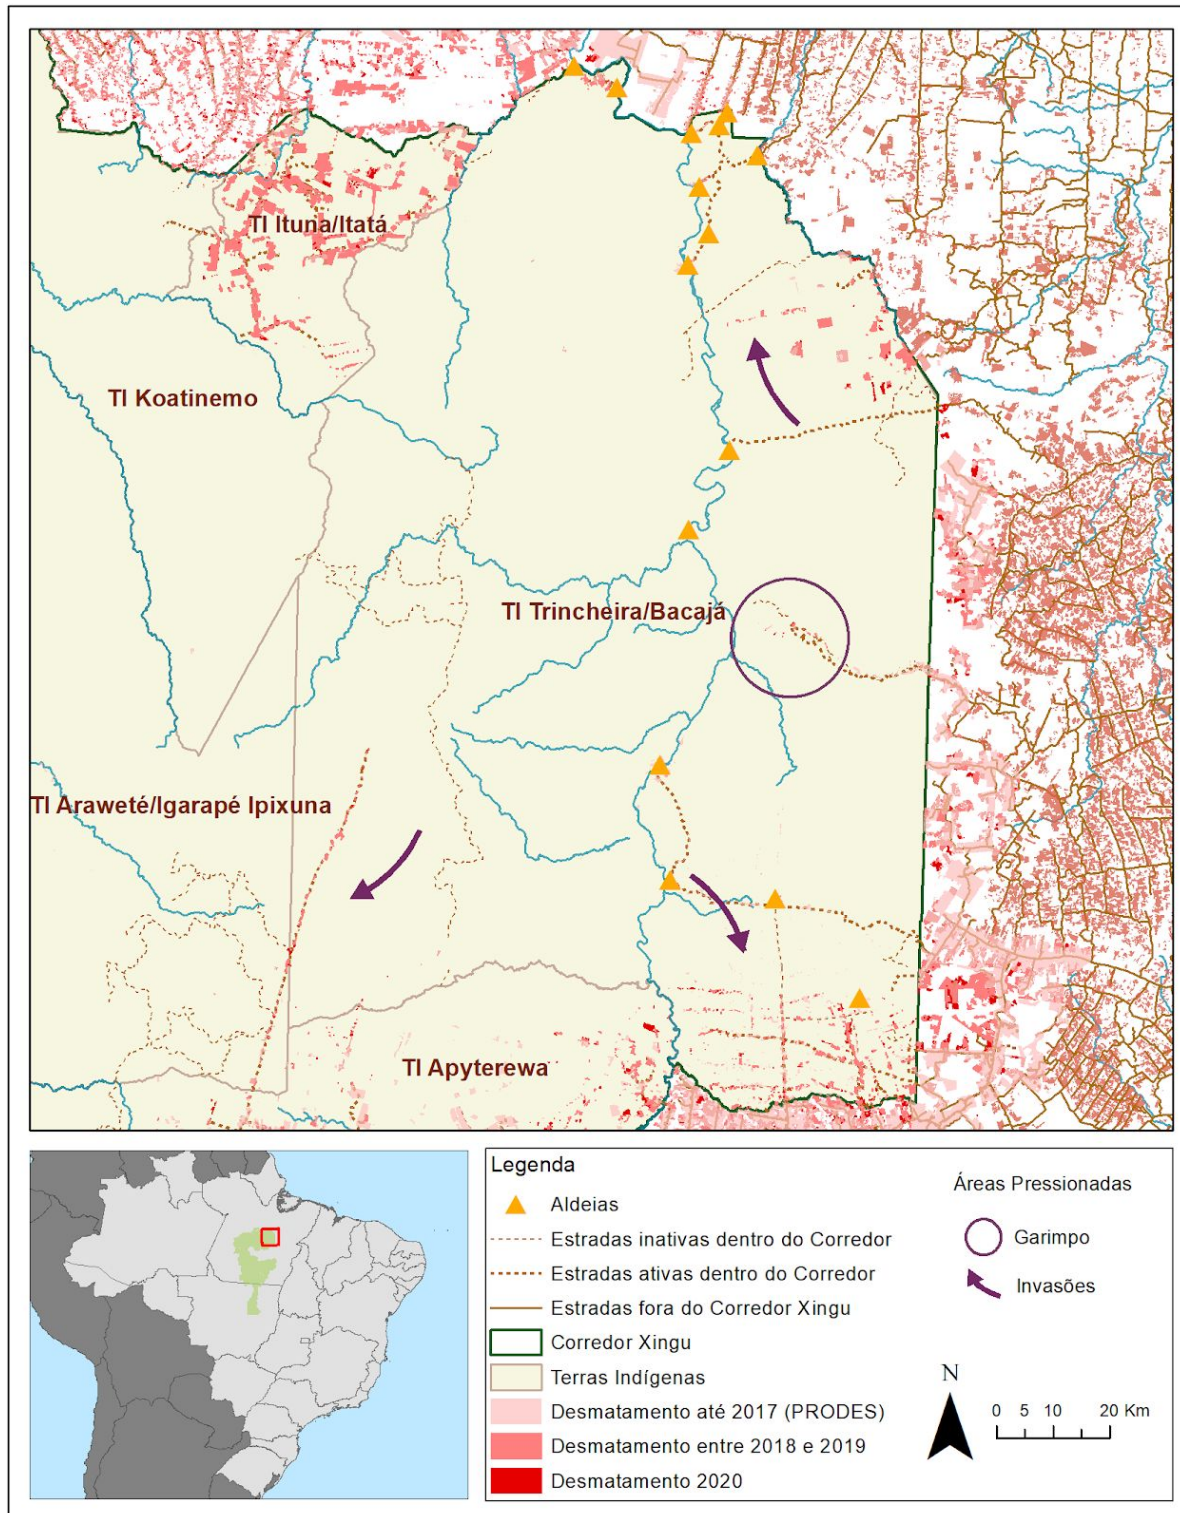 TI Ituna/Itatá
TI Koatinemo
TI Trincheira/Bacajá
TI Araweté/Igarapé Ipixuna
TI Apyterewa
Legenda
Aldeias
Estradas inativas dentro do Corredor
Estradas ativas dentro do Corredor
Estradas fora do Corredor Xingu
Corredor Xingu
Terras Indígenas
Desmatamento até 2017 (PRODES)
Desmatamento entre 2018 e 2019
Desmatamento 2020
Áreas Pressionadas
Garimpo
Invasões
N
0 5 10 20 Km